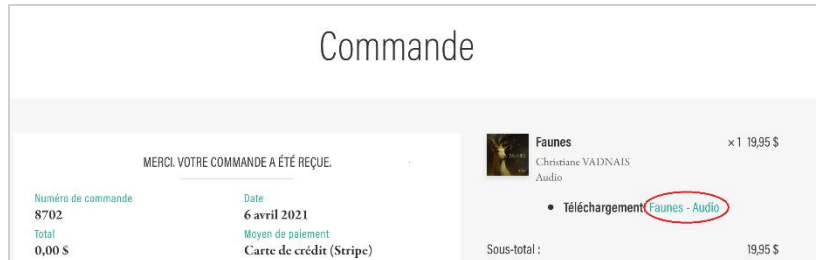 Commande
MERCI. VOTRE COMMANDE A ÉTÉ REÇUE.
Numéro de commande
8702
Date
6 avril 2021
Total
0,00 $
Moyen de paiement
Carte de crédit (Stripe)
Faunes ×1 19,95 $
Christiane VADNAIS
Audio
• Téléchargement Faunes - Audio
Sous-total : 19,95 $